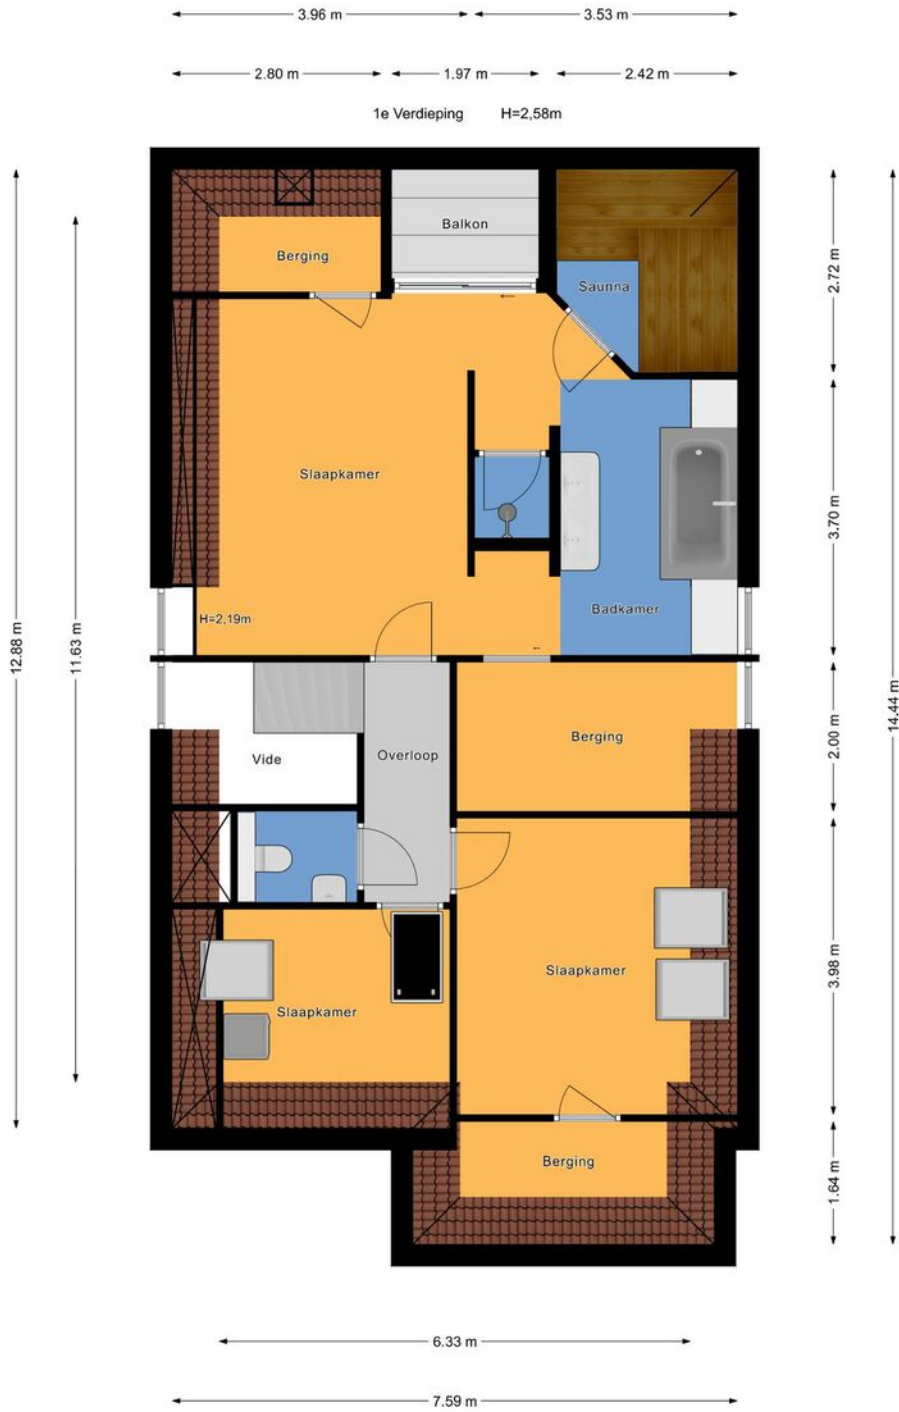 3.96 m
3.53 m
2.80 m
1.97 m
2.42 m
1e Verdieping H=2,58m
Balkon
Berging
Saunna
2.72 m
Slaapkamer
3.70 m
Badkamer
H=2,19m
12.88 m
11.63 m
14.44 m
Berging
2.00 m
Vide
Overloop
Slaapkamer
3.98 m
Slaapkamer
Berging
1.64 m
6.33 m
7.59 m